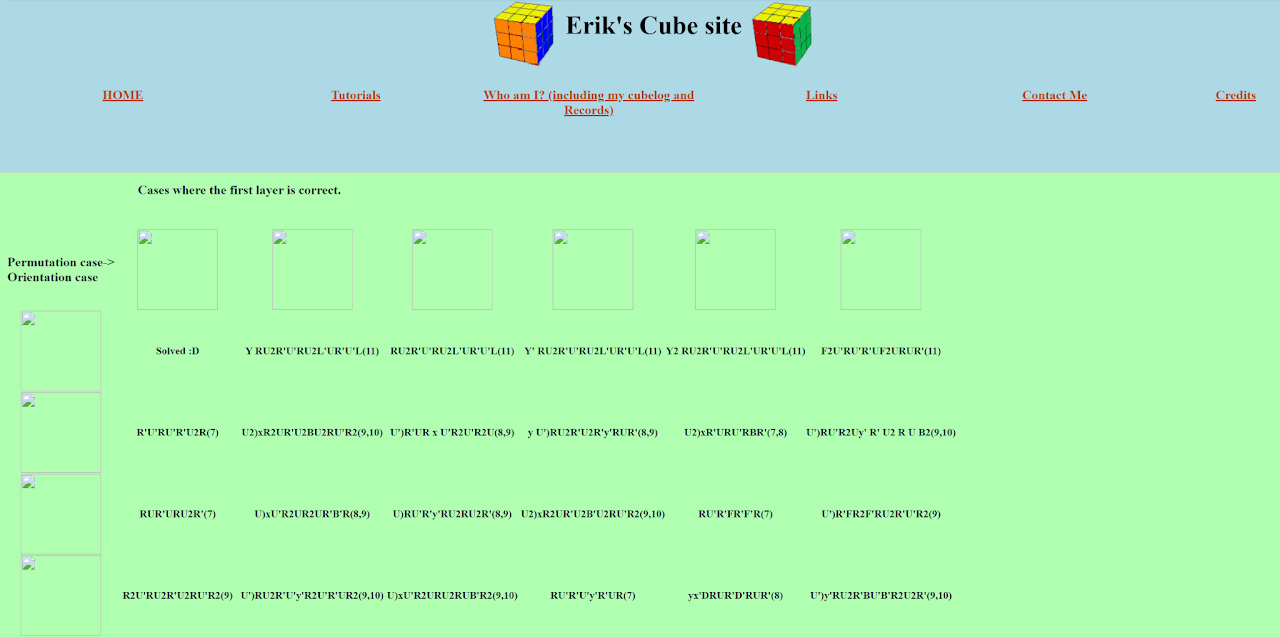 Erik's Cube site
HOME
Tutorials
Who am I? (including my cubelog and
Records)
Links
Contact Me
Credits
Cases where the first layer is correct.
Permutation case->
Orientation case
Solved :D
Y RU2R'U'RU2L'UR'U'L(11)
RU2R'U'RU2L'UR'U'L(11)
Y' RU2R'U'RU2L'UR'U'L(11)
Y2 RU2R'U'RU2L'UR'U'L(11)
F2U'RU'R'UF2URUR'(11)
R'U'RU'R'U2R(7)
U2)xR2UR'U2BU2RU'R2(9,10)
U')R'UR x U'R2U'R2U(8,9)
y U')RU2R'U2R'y'RUR'(8,9)
U2)xR'URU'RBR'(7,8)
U')RU'R2Uy' R' U2 R U B2(9,10)
RUR'URU2R'(7)
U)xU'R2UR2UR'B'R(8,9)
U)RU'R'y'RU2RU2R'(8,9)
U2)xR2UR'U2B'U2RU'R2(9,10)
RU'R'FR'F'R(7)
U')R'FR2F'RU2R'U'R2(9)
R2U'RU2R'U2RU'R2(9)
U')RU2R'U'y'R2U'R'UR2(9,10)
U)xU'R2URU2RUB'R2(9,10)
RU'R'U'y'R'UR(7)
yx'DRUR'D'RUR'(8)
U')y'RU2R'BU'B'R2U2R'(9,10)